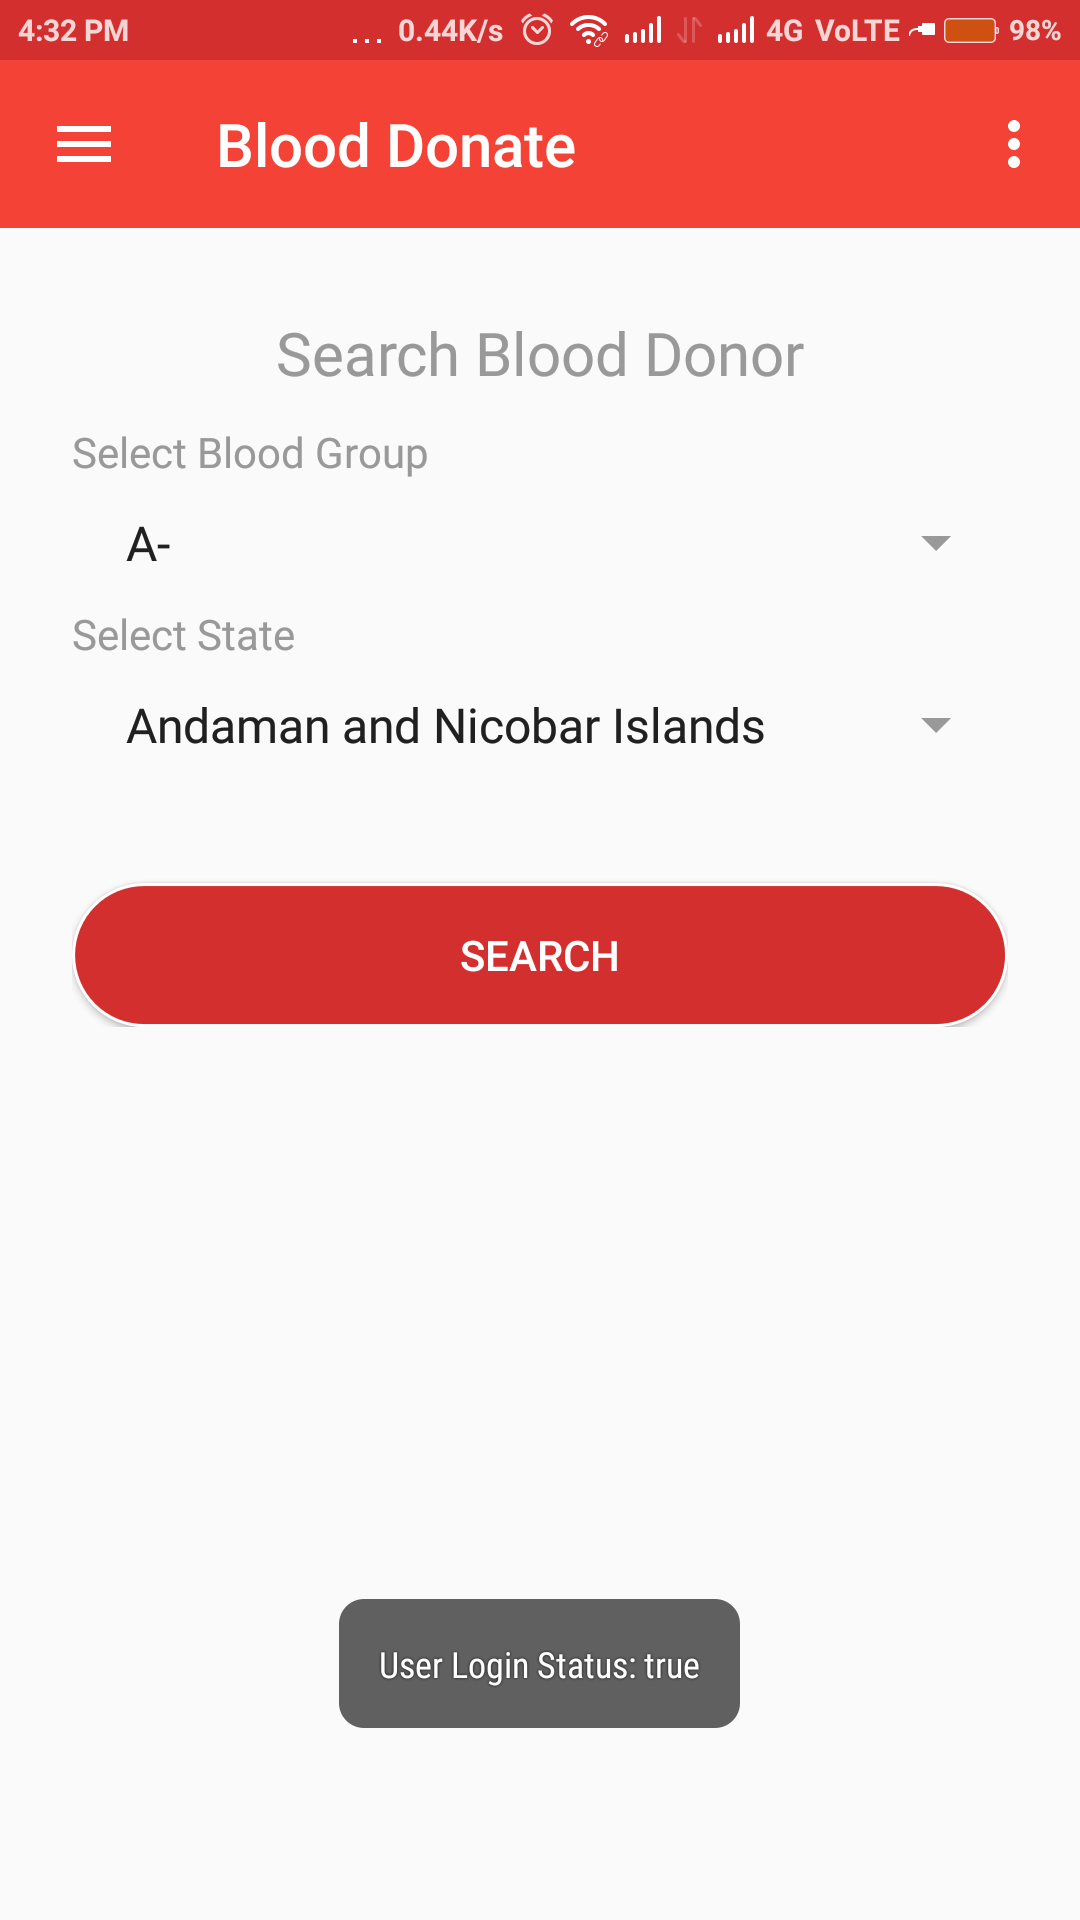 4:32 PM ... 0.44K/s 4G VoLTE 98%
Blood Donate
Search Blood Donor
Select Blood Group
A-
Select State
Andaman and Nicobar Islands
SEARCH
User Login Status: true